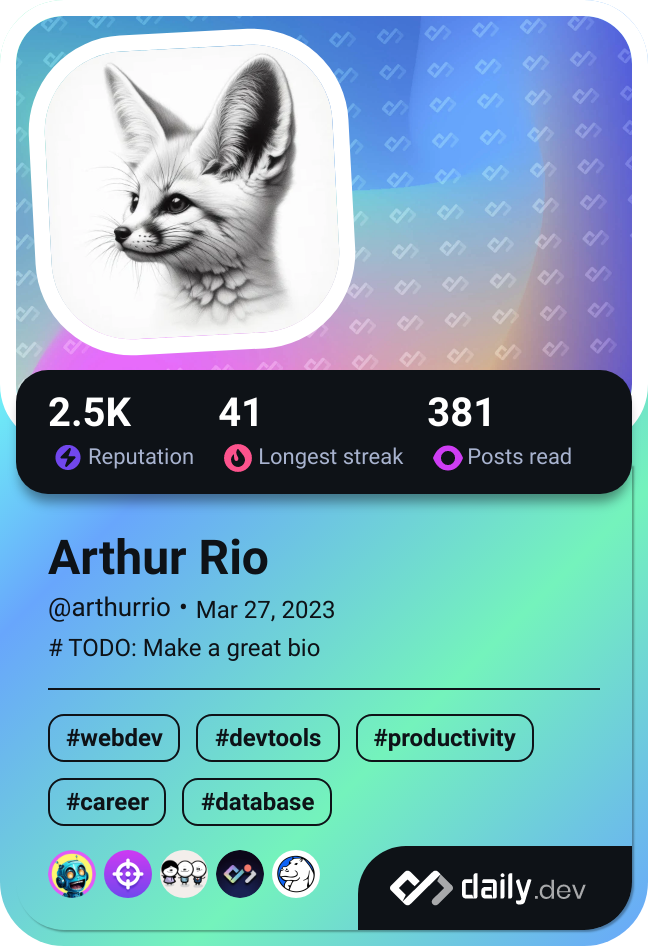 2.5K 41 381
Reputation Longest streak Posts read
Arthur Rio
@arthurrio • Mar 27, 2023
# TODO: Make a great bio
#webdev #devtools #productivity
#career #database
daily.dev